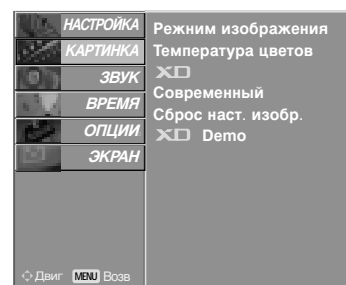 НАСТРОЙКА
КАРТИНКА
ЗВУК
ВРЕМЯ
ОПЦИИ
ЭКРАН
Режним изображения
Температура цветов
XD
Современный
Сброс наст. изобр.
XD Demo
Двиг MENU Возв